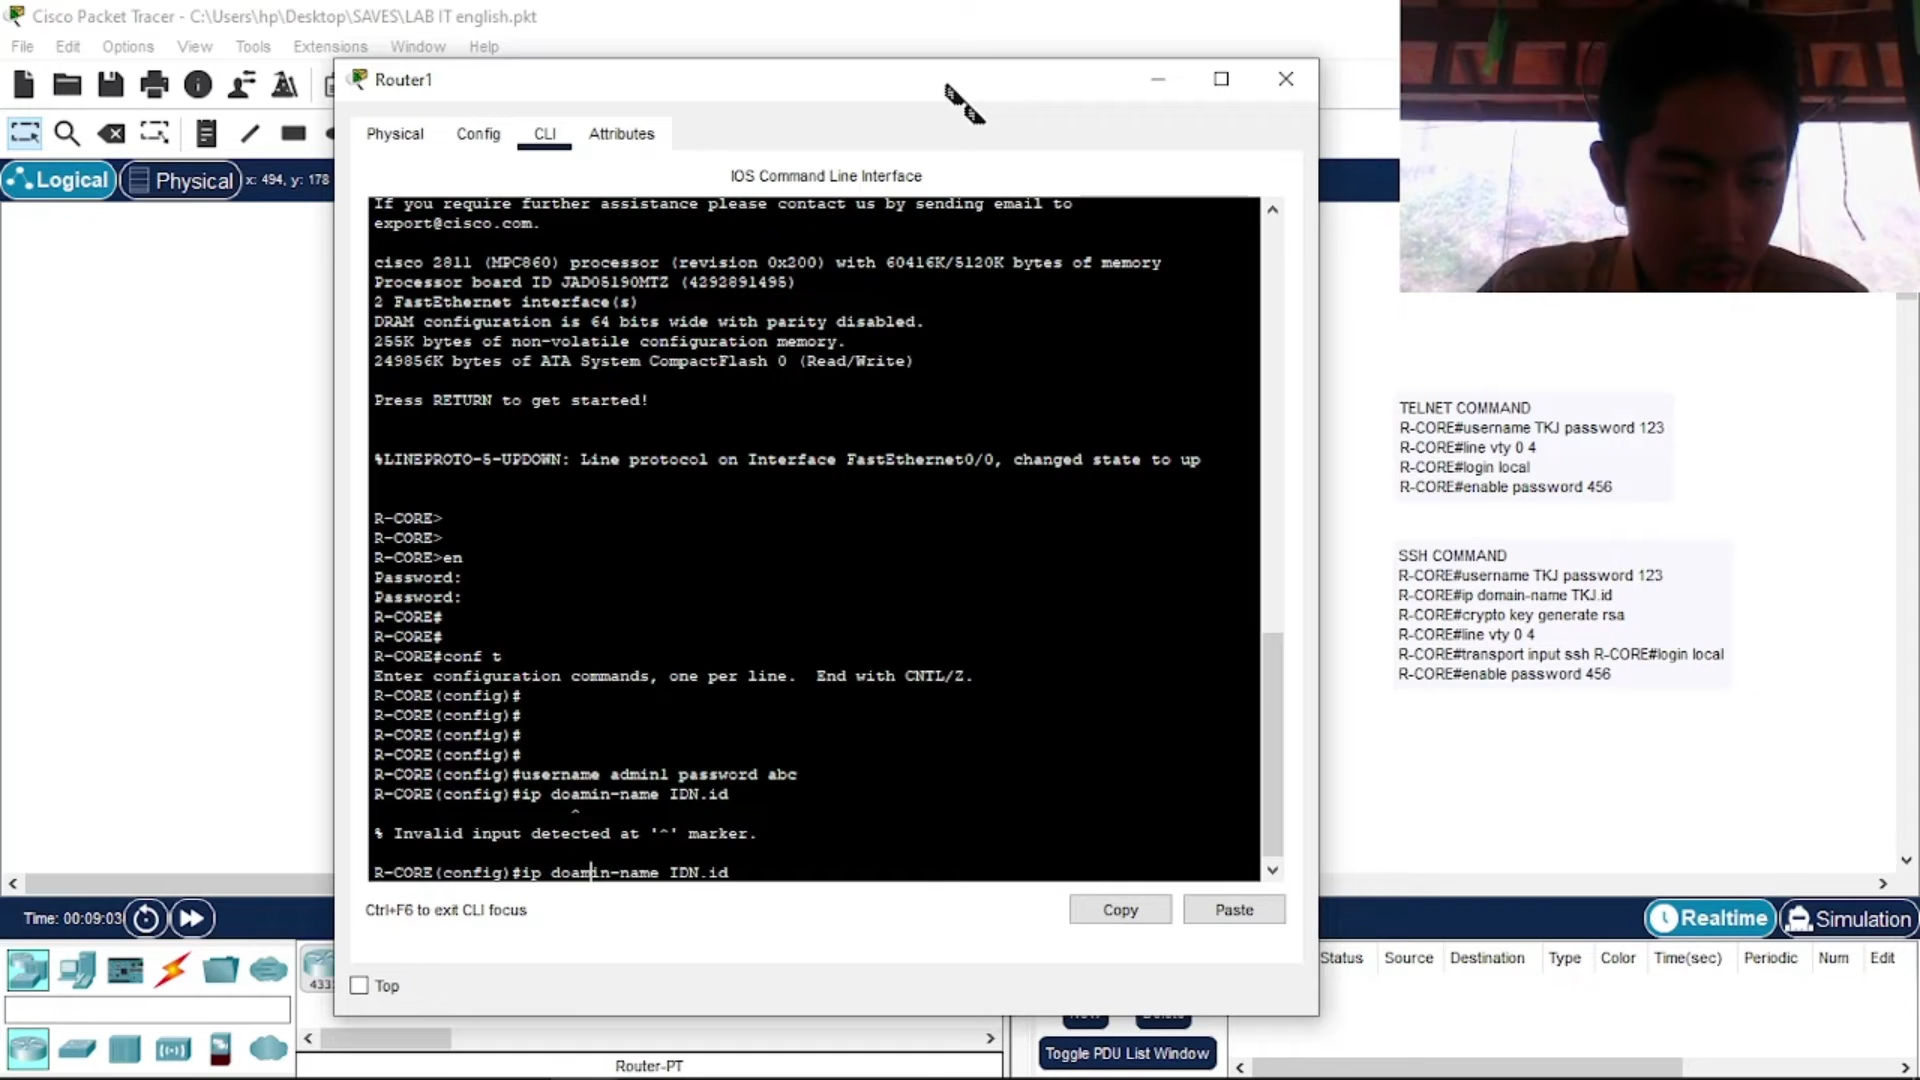 Cisco Packet Tracer - C:\Users\hp\Desktop\SAVES\LAB IT english.pkt
File Edit Options View Tools Extensions Window Help
Router1
Physical Config CLI Attributes
Logical Physical x: 494, y: 178
IOS Command Line Interface
If you require further assistance please contact us by sending email to
export@cisco.com.
cisco 2811 (MPC860) processor (revision 0x200) with 60416K/5120K bytes of memory
Processor board ID JAD05190MTZ (4292891495)
2 FastEthernet interface(s)
DRAM configuration is 64 bits wide with parity disabled.
255K bytes of non-volatile configuration memory.
249856K bytes of ATA System CompactFlash 0 (Read/Write)
Press RETURN to get started!
%LINEPROTO-5-UPDOWN: Line protocol on Interface FastEthernet0/0, changed state to up
R-CORE>
R-CORE>
R-CORE>en
Password:
Password:
R-CORE#
R-CORE#
R-CORE#conf t
Enter configuration commands, one per line.  End with CNTL/Z.
R-CORE(config)#
R-CORE(config)#
R-CORE(config)#
R-CORE(config)#
R-CORE(config)#username admin1 password abc
R-CORE(config)#ip doamin-name IDN.id
^
% Invalid input detected at '^' marker.
R-CORE(config)#ip doamin-name IDN.id
Ctrl+F6 to exit CLI focus
Copy Paste
Top
TELNET COMMAND
R-CORE#username TKJ password 123
R-CORE#line vty 0 4
R-CORE#login local
R-CORE#enable password 456
SSH COMMAND
R-CORE#username TKJ password 123
R-CORE#ip domain-name TKJ.id
R-CORE#crypto key generate rsa
R-CORE#line vty 0 4
R-CORE#transport input ssh R-CORE#login local
R-CORE#enable password 456
Time: 00:09:03
Realtime Simulation
Status Source Destination Type Color Time(sec) Periodic Num Edit
433
Toggle PDU List Window
Router-PT